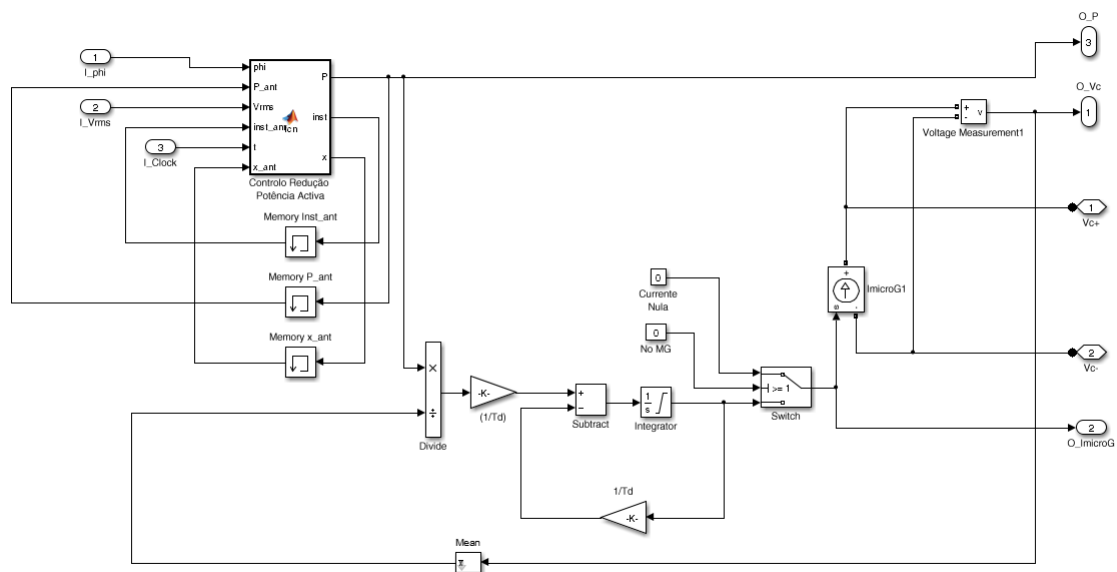 O_P
3
1
I_phi
phi
P
P_ant
2
I_Vrms
Vrms
inst
inst_ant
3
I_Clock
t
x
x_ant
Controlo Redução
Potência Activa
O_Vc
1
+
-
v
Voltage Measurement1
Memory Inst_ant
1
Vc+
Memory P_ant
0
Currente
Nula
+
-
ImicroG1
Memory x_ant
0
No MG
2
Vc-
×
÷
Divide
-K-
(1/Td)
+
−
Subtract
1
s
Integrator
>= 1
Switch
2
O_ImicroG
1/Td
-K-
Mean